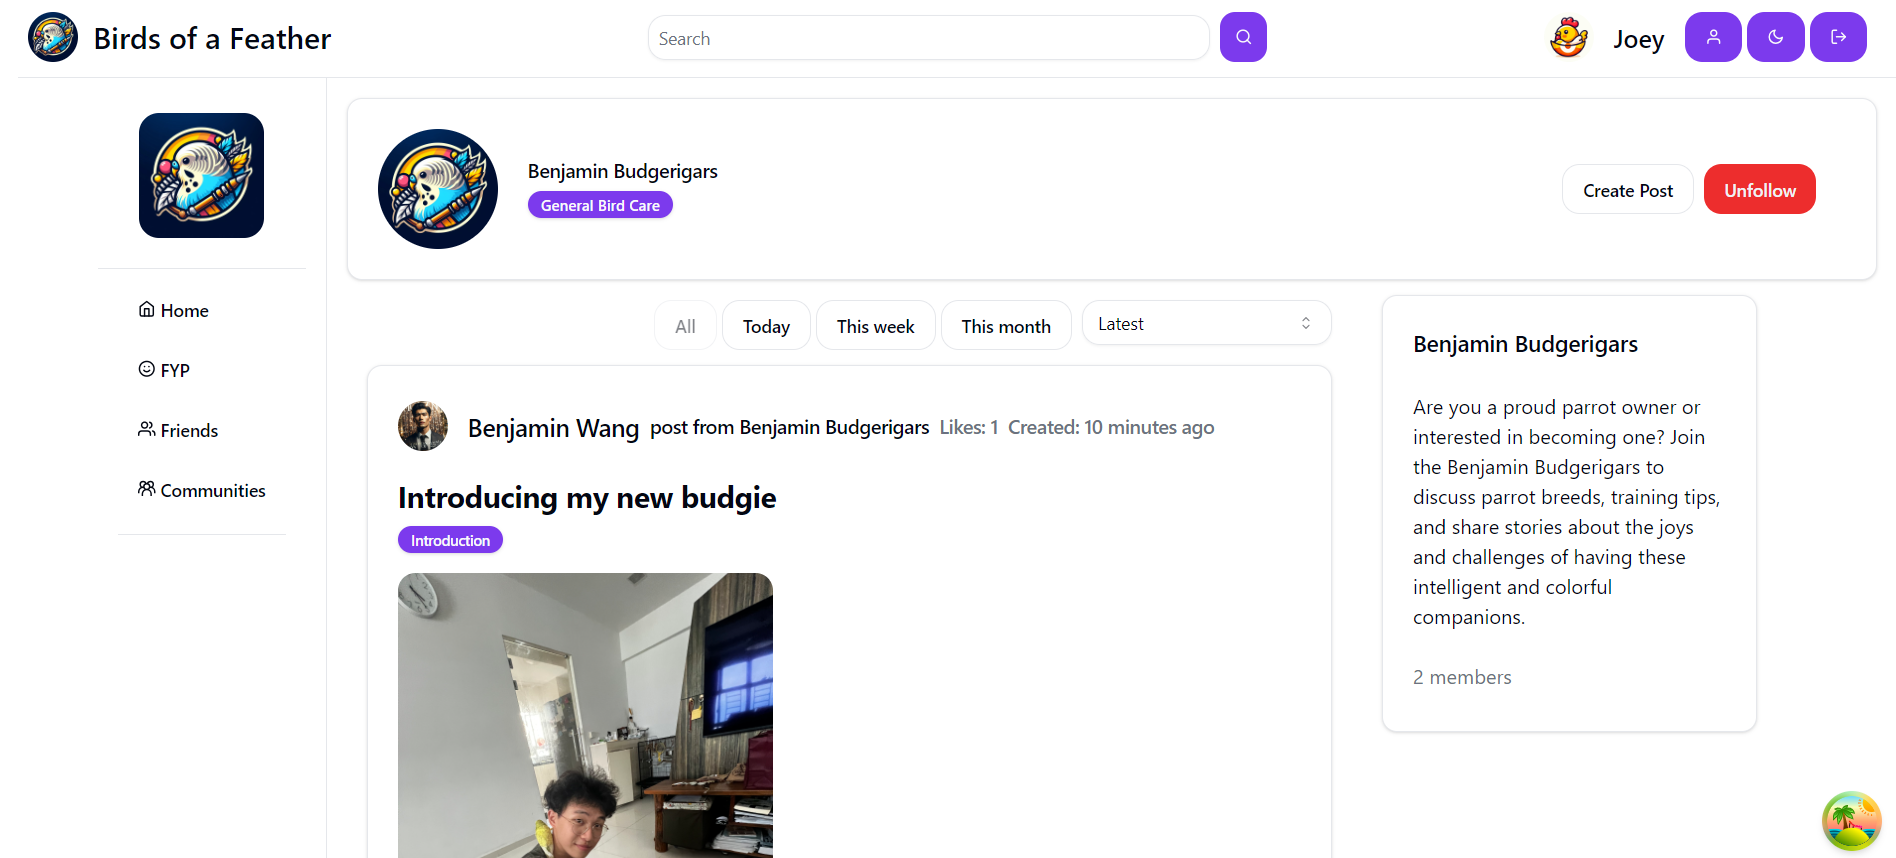 Birds of a Feather
Search
Joey
Benjamin Budgerigars
General Bird Care
Create Post
Unfollow
Home
FYP
Friends
Communities
All
Today
This week
This month
Latest
Benjamin Wang post from Benjamin Budgerigars Likes: 1 Created: 10 minutes ago
Introducing my new budgie
Introduction
Benjamin Budgerigars
Are you a proud parrot owner or
interested in becoming one? Join
the Benjamin Budgerigars to
discuss parrot breeds, training tips,
and share stories about the joys
and challenges of having these
intelligent and colorful
companions.
2 members